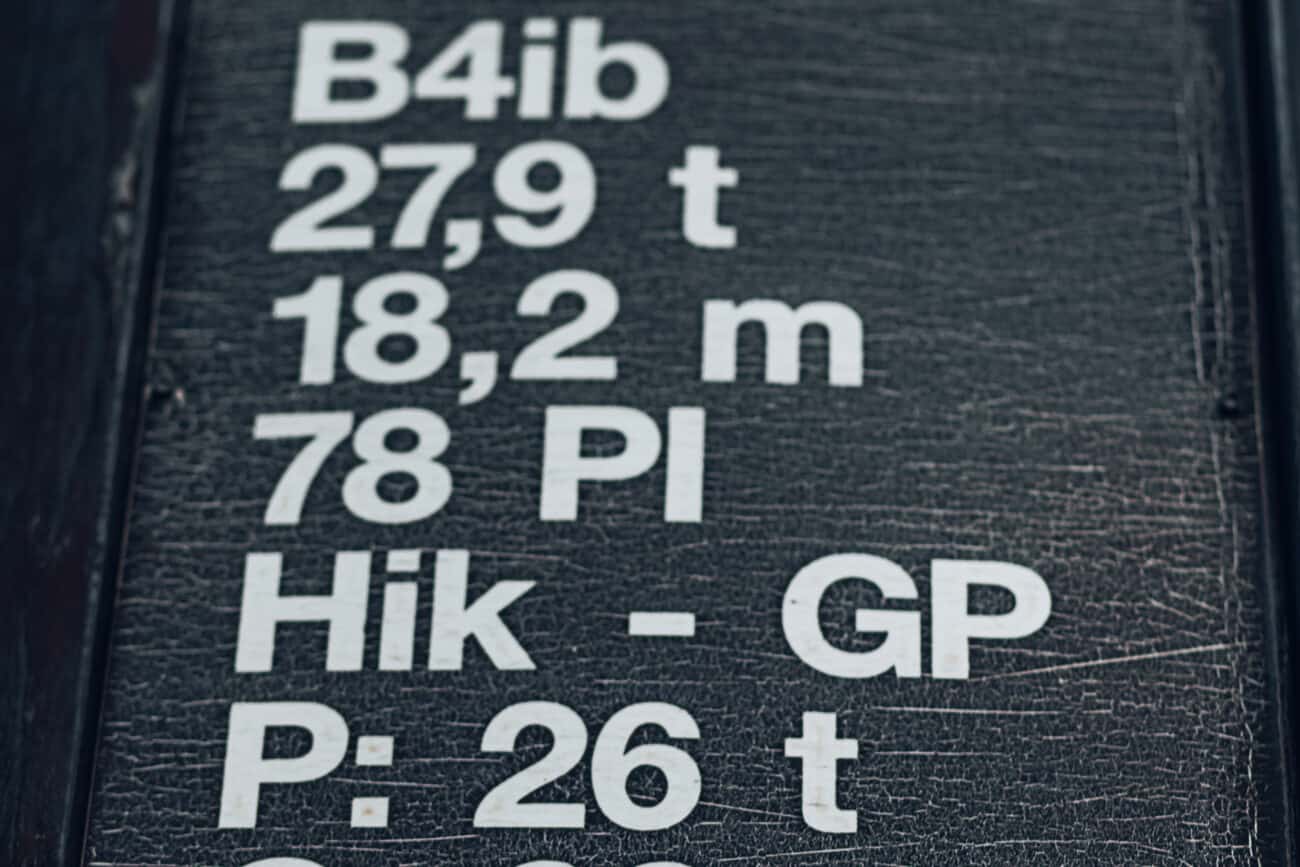 B4ib
27,9 t
18,2 m
78 Pl
Hik - GP
P: 26 t